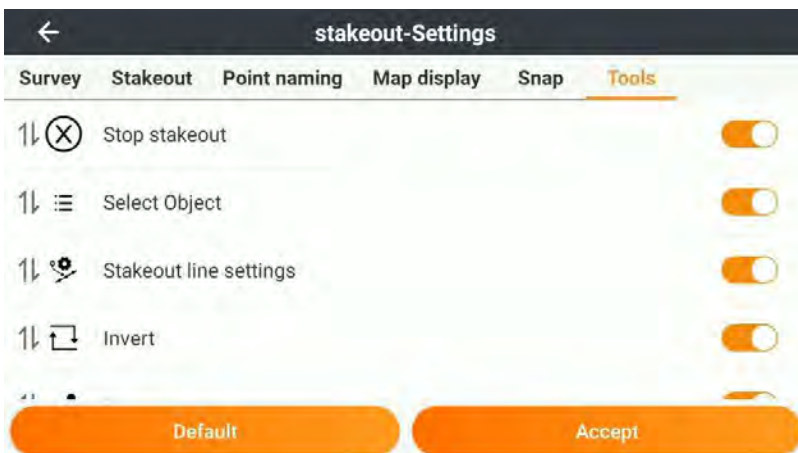 stakeout-Settings
Survey Stakeout Point naming Map display Snap Tools
Stop stakeout
Select Object
Stakeout line settings
Invert
Default Accept